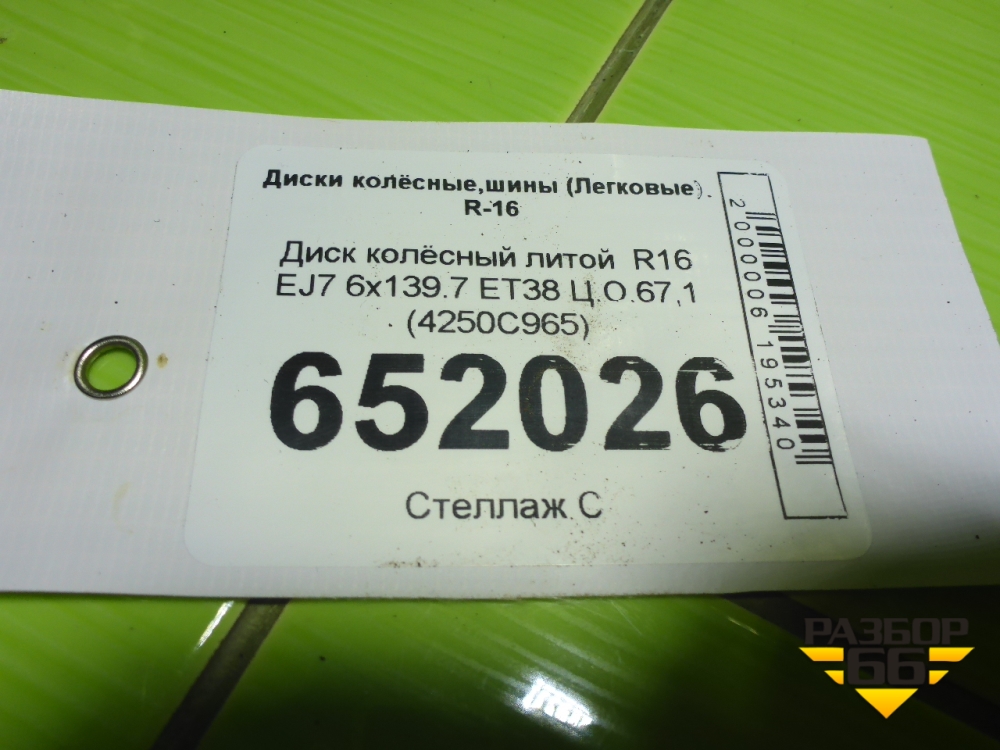 Диски колёсные,шины (Легковые).
R-16
Диск колёсный литой R16
EJ7 6x139.7 ET38 Ц.О.67,1
(4250C965)
652026
Стеллаж С
2000006195340
РАЗБОР
66